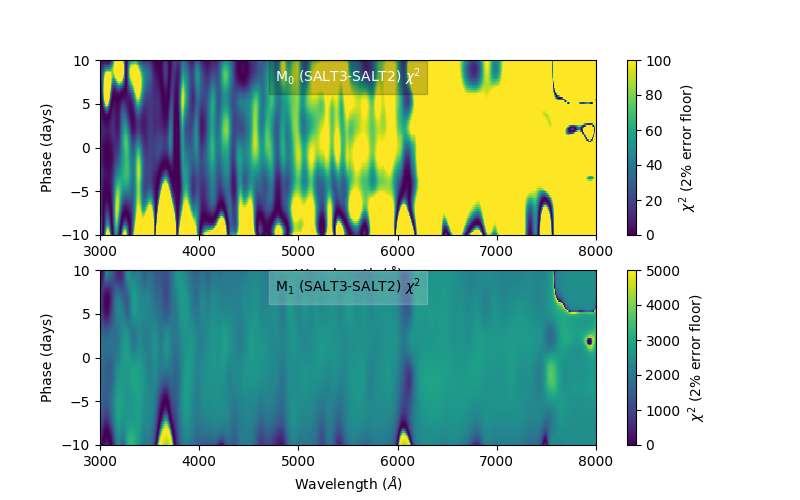 M₀ (SALT3-SALT2) χ²
10
5
0
−5
−10
Phase (days)
3000 4000 5000 6000 7000 8000
100
80
60
40
20
0
χ² (2% error floor)
M₁ (SALT3-SALT2) χ²
10
5
0
−5
−10
Phase (days)
3000 4000 5000 6000 7000 8000
Wavelength (Å)
5000
4000
3000
2000
1000
0
χ² (2% error floor)